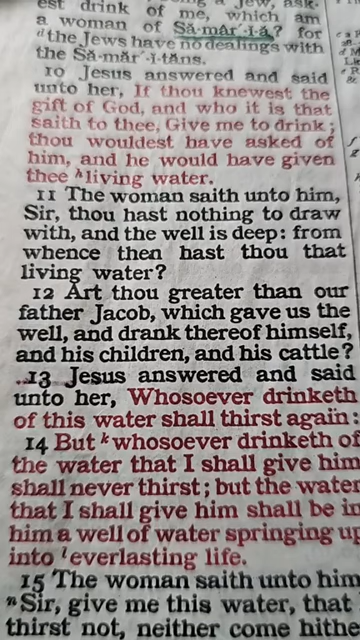 est drink of me, which am
a woman of Să-mâr´-ĭ-ȧ? for
d the Jews have no dealings with
the Să-măr´-ĭ-tăns.
10 Jesus answered and said
unto her, If thou knewest the
gift of God, and who it is that
saith to thee, Give me to drink;
thou wouldest have asked of
him, and he would have given
thee h living water.
11 The woman saith unto him,
Sir, thou hast nothing to draw
with, and the well is deep: from
whence then hast thou that
living water?
12 Art thou greater than our
father Jacob, which gave us the
well, and drank thereof himself,
and his children, and his cattle?
13 Jesus answered and said
unto her, Whosoever drinketh
of this water shall thirst again:
14 But k whosoever drinketh of
the water that I shall give him
shall never thirst; but the water
that I shall give him shall be in
him a well of water springing up
into l everlasting life.
15 The woman saith unto him
n Sir, give me this water, that
thirst not, neither come hithe